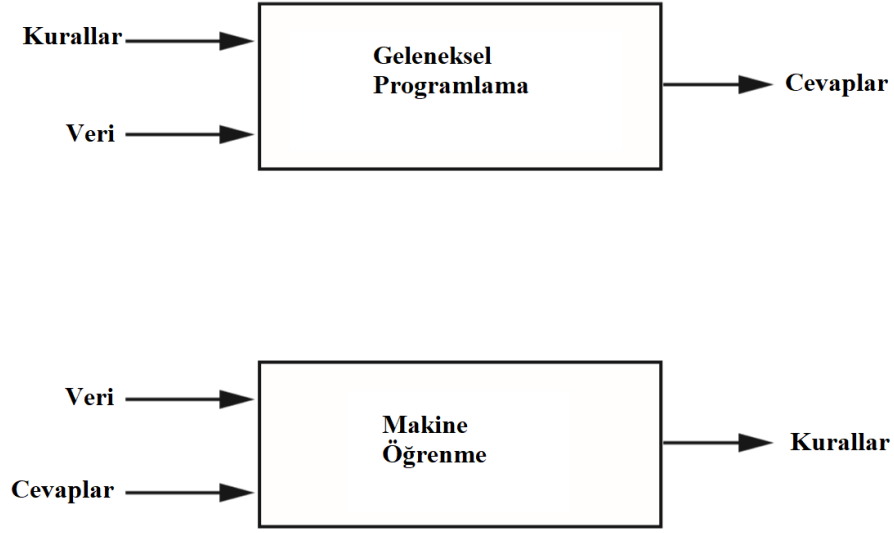 Kurallar
Geleneksel
Programlama
Cevaplar
Veri
Veri
Makine
Öğrenme
Kurallar
Cevaplar